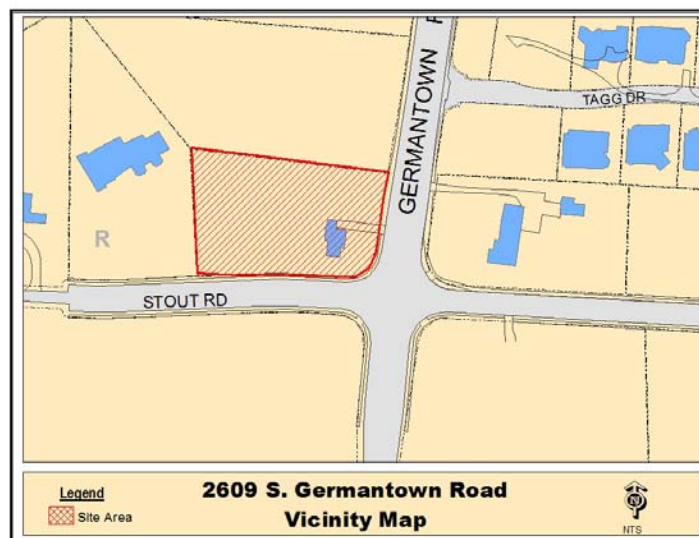 GERMANTOWN R
TAGG DR
R
STOUT RD
Legend
Site Area
2609 S. Germantown Road
Vicinity Map
N
NTS